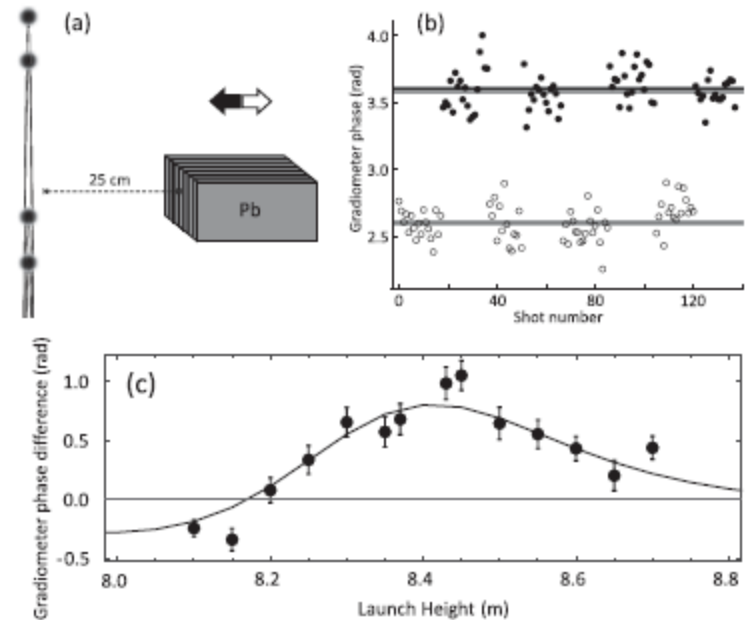 (a)
25 cm
Pb
(b)
Gradiometer phase (rad)
4.0
3.5
3.0
2.5
0 40 80 120
Shot number
(c)
Gradiometer phase difference (rad)
1.0
0.5
0.0
-0.5
8.0 8.2 8.4 8.6 8.8
Launch Height (m)